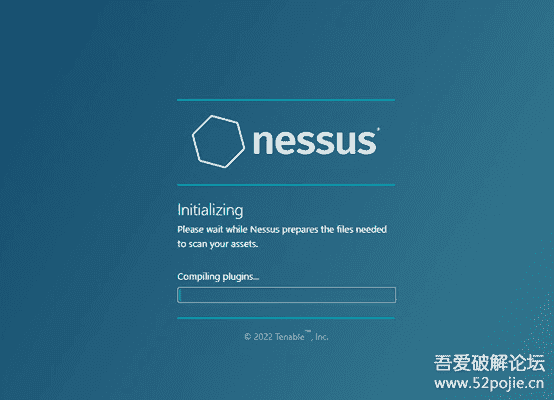 nessus®
Initializing
Please wait while Nessus prepares the files needed
to scan your assets.
Compiling plugins...
© 2022 Tenable™, Inc.
吾爱破解论坛
www.52pojie.cn